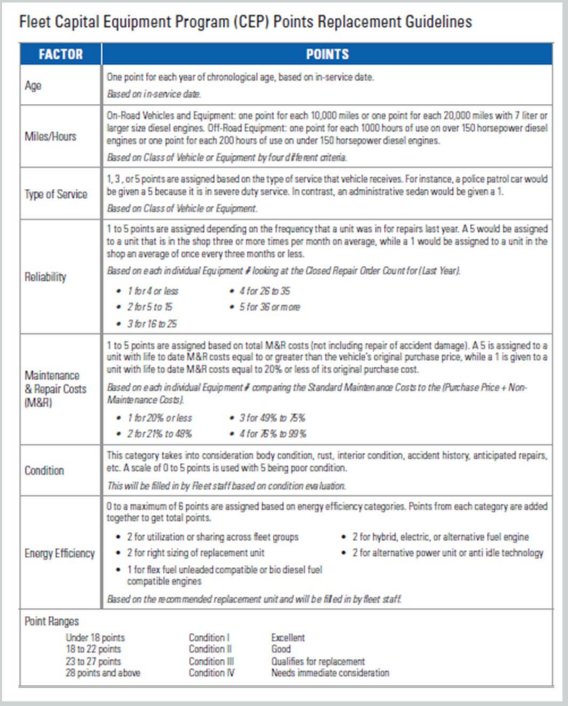 Fleet Capital Equipment Program (CEP) Points Replacement Guidelines
FACTOR POINTS
Age
One point for each year of chronological age, based on in-service date.
Based on in-service date.
Miles/Hours
On-Road Vehicles and Equipment: one point for each 10,000 miles or one point for each 20,000 miles with 7 liter or
larger size diesel engines. Off-Road Equipment: one point for each 1000 hours of use on over 150 horsepower diesel
engines or one point for each 200 hours of use on under 150 horsepower diesel engines.
Based on Class of Vehicle or Equipment by four different criteria.
Type of Service
1, 3 , or 5 points are assigned based on the type of service that vehicle receives. For instance, a police patrol car would
be given a 5 because it is in severe duty service. In contrast, an administrative sedan would be given a 1.
Based on Class of Vehicle or Equipment.
Reliability
1 to 5 points are assigned depending on the frequency that a unit was in for repairs last year. A 5 would be assigned
to a unit that is in the shop three or more times per month on average, while a 1 would be assigned to a unit in the
shop an average of once every three months or less.
Based on each individual Equipment # looking at the Closed Repair Order Count for (Last Year).
• 1 for 4 or less • 4 for 26 to 35
• 2 for 5 to 15 • 5 for 36 or more
• 3 for 16 to 25
Maintenance
& Repair Costs
(M&R)
1 to 5 points are assigned based on total M&R costs (not including repair of accident damage). A 5 is assigned to a
unit with life to date M&R costs equal to or greater than the vehicle's original purchase price, while a 1 is given to a
unit with life to date M&R costs equal to 20% or less of its original purchase cost.
Based on each individual Equipment # comparing the Standard Maintenance Costs to the (Purchase Price + Non-
Maintenance Costs).
• 1 for 20% or less • 3 for 49% to 75%
• 2 for 21% to 48% • 4 for 76 % to 99 %
Condition
This category takes into consideration body condition, rust, interior condition, accident history, anticipated repairs,
etc. A scale of 0 to 5 points is used with 5 being poor condition.
This will be filled in by Fleet staff based on condition evaluation.
Energy Efficiency
0 to a maximum of 6 points are assigned based on energy efficiency categories. Points from each category are added
together to get total points.
• 2 for utilization or sharing across fleet groups • 2 for hybrid, electric, or alternative fuel engine
• 2 for right sizing of replacement unit • 2 for alternative power unit or anti idle technology
• 1 for flex fuel unleaded compatible or bio diesel fuel
compatible engines
Based on the recommended replacement unit and will be filled in by fleet staff.
Point Ranges
Under 18 points Condition I Excellent
18 to 22 points Condition II Good
23 to 27 points Condition III Qualifies for replacement
28 points and above Condition IV Needs immediate consideration